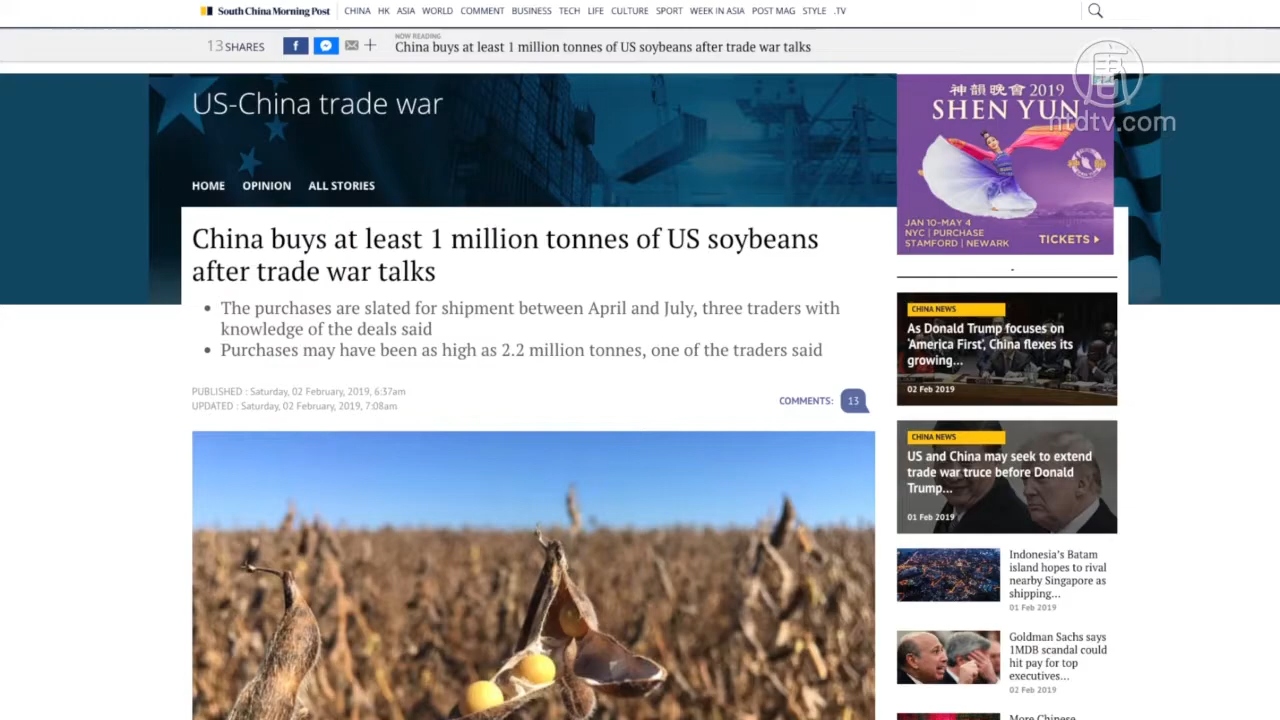 South China Morning Post
CHINA HK ASIA WORLD COMMENT BUSINESS TECH LIFE CULTURE SPORT WEEK IN ASIA POST MAG STYLE .TV
13 SHARES
f
NOW READING
China buys at least 1 million tonnes of US soybeans after trade war talks
US-China trade war
HOME OPINION ALL STORIES
China buys at least 1 million tonnes of US soybeans
after trade war talks
• The purchases are slated for shipment between April and July, three traders with
knowledge of the deals said
• Purchases may have been as high as 2.2 million tonnes, one of the traders said
PUBLISHED : Saturday, 02 February, 2019, 6:37am
UPDATED : Saturday, 02 February, 2019, 7:08am
COMMENTS: 13
神韻晚會 2019
SHEN YUN
JAN 10-MAY 4
NYC | PURCHASE
STAMFORD | NEWARK
TICKETS
ntdtv.com
CHINA NEWS
As Donald Trump focuses on
‘America First’, China flexes its
growing...
02 Feb 2019
CHINA NEWS
US and China may seek to extend
trade war truce before Donald
Trump...
01 Feb 2019
Indonesia’s Batam
island hopes to rival
nearby Singapore as
shipping...
01 Feb 2019
Goldman Sachs says
1MDB scandal could
hit pay for top
executives...
02 Feb 2019
More Chinese